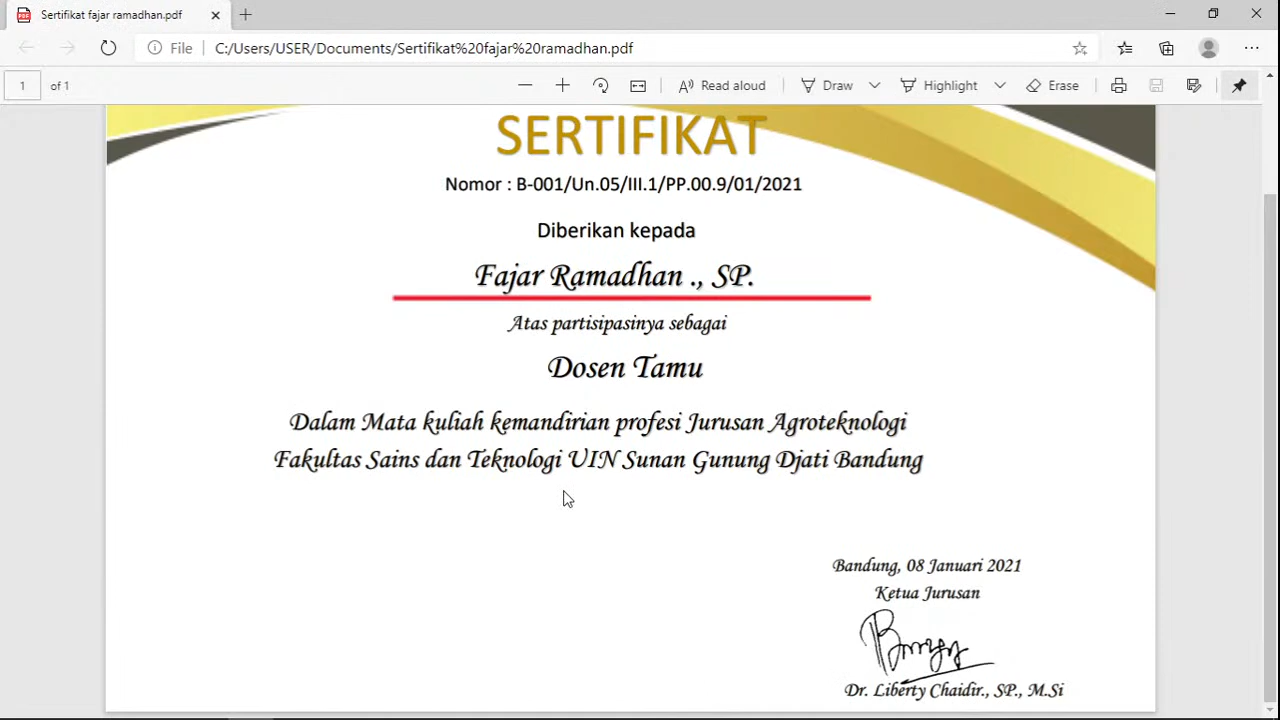 Sertifikat fajar ramadhan.pdf
File C:/Users/USER/Documents/Sertifikat%20fajar%20ramadhan.pdf
1 of 1 Read aloud Draw Highlight Erase
SERTIFIKAT
Nomor : B-001/Un.05/III.1/PP.00.9/01/2021
Diberikan kepada
Fajar Ramadhan ., SP.
Atas partisipasinya sebagai
Dosen Tamu
Dalam Mata kuliah kemandirian profesi Jurusan Agroteknologi
Fakultas Sains dan Teknologi UIN Sunan Gunung Djati Bandung
Bandung, 08 Januari 2021
Ketua Jurusan
Dr. Liberty Chaidir., SP., M.Si